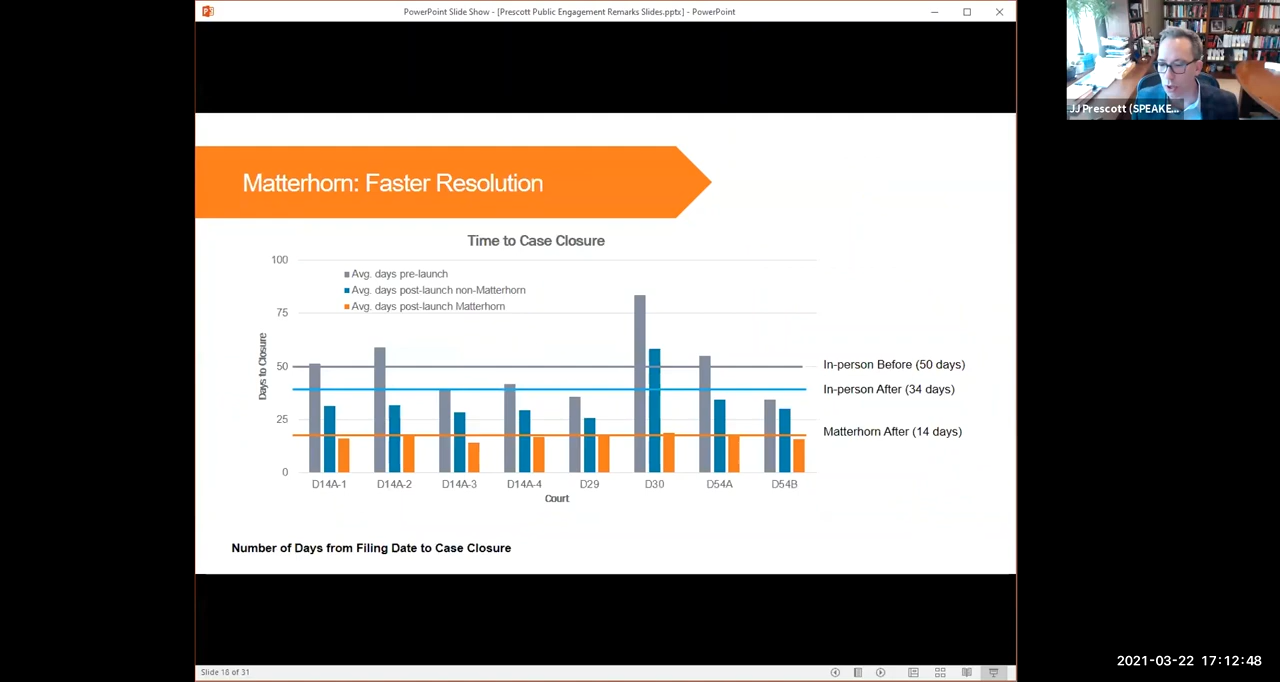 PowerPoint Slide Show - [Prescott Public Engagement Remarks Slides.pptx] - PowerPoint
JJ Prescott (SPEAKE...
Matterhorn: Faster Resolution
Time to Case Closure
Avg. days pre-launch
Avg. days post-launch non-Matterhorn
Avg. days post-launch Matterhorn
Days to Closure
100
75
50
25
0
In-person Before (50 days)
In-person After (34 days)
Matterhorn After (14 days)
D14A-1 D14A-2 D14A-3 D14A-4 D29 D30 D54A D54B
Court
Number of Days from Filing Date to Case Closure
2021-03-22 17:12:48
Slide 18 of 31